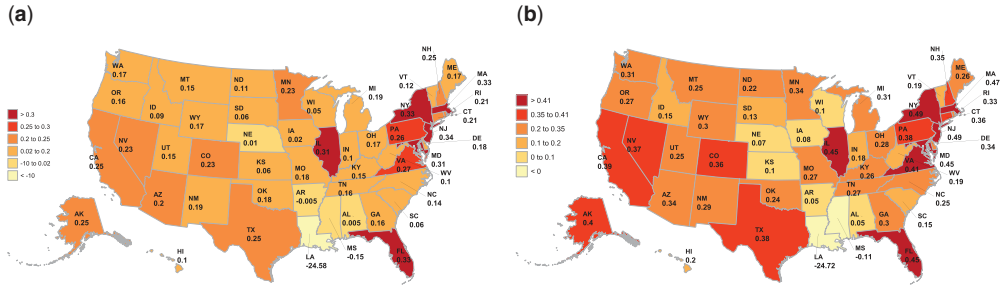 (a)
NH
0.25
VT
0.12
ME
0.17
MA
0.33
RI
0.21
CT
0.21
WA
0.17
MT
0.15
ND
0.11
MN
0.23
MI
0.19
OR
0.16
ID
0.09
WY
0.17
SD
0.06
WI
0.05
NY
0.33
> 0.3
0.25 to 0.3
0.2 to 0.25
0.02 to 0.2
-10 to 0.02
< -10
NV
0.23
UT
0.15
CO
0.23
NE
0.01
IA
0.02
IL
0.31
IN
0.1
OH
0.17
PA
0.26
NJ
0.34
DE
0.18
CA
0.25
KS
0.06
MO
0.18
KY
0.15
VA
0.27
MD
0.31
WV
0.1
AZ
0.2
NM
0.19
OK
0.18
AR
-0.005
TN
0.16
NC
0.14
AK
0.25
TX
0.25
AL
0.005
GA
0.16
SC
0.06
HI
0.1
LA
-24.58
MS
-0.15
FL
0.33
(b)
NH
0.35
VT
0.11
ME
0.26
MA
0.47
RI
0.33
CT
0.36
WA
0.31
MT
0.25
ND
0.22
MN
0.34
MI
0.31
OR
0.27
ID
0.15
WY
0.3
SD
0.13
WI
0.1
NY
0.49
> 0.41
0.35 to 0.41
0.2 to 0.35
0.1 to 0.2
0 to 0.1
< 0
NV
0.37
UT
0.25
CO
0.36
NE
0.07
IA
0.08
IL
0.45
IN
0.18
OH
0.28
PA
0.38
NJ
0.49
DE
0.34
CA
0.39
KS
0.1
MO
0.27
KY
0.26
VA
0.41
MD
0.45
WV
0.19
AZ
0.34
NM
0.29
OK
0.24
AR
0.05
TN
0.27
NC
0.25
AK
0.4
TX
0.38
AL
0.05
GA
0.3
SC
0.15
HI
0.2
LA
-24.72
MS
-0.11
FL
0.45